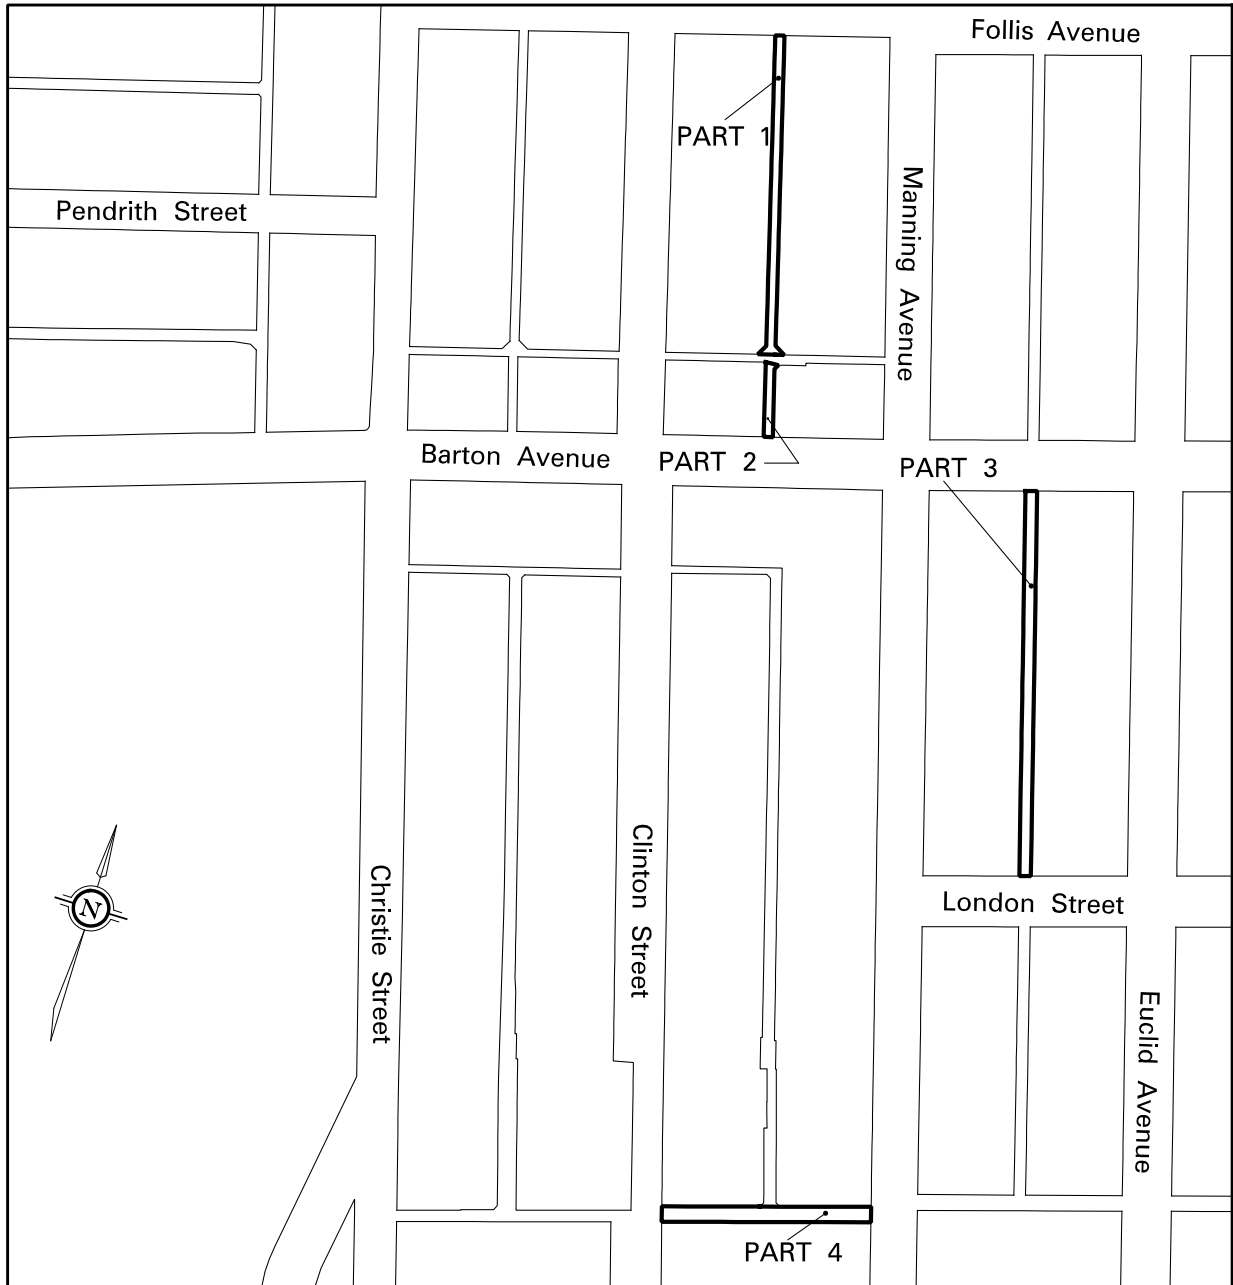 Follis Avenue
PART 1
Manning Avenue
Pendrith Street
Barton Avenue
PART 2
PART 3
Clinton Street
Christie Street
London Street
N
Euclid Avenue
PART 4